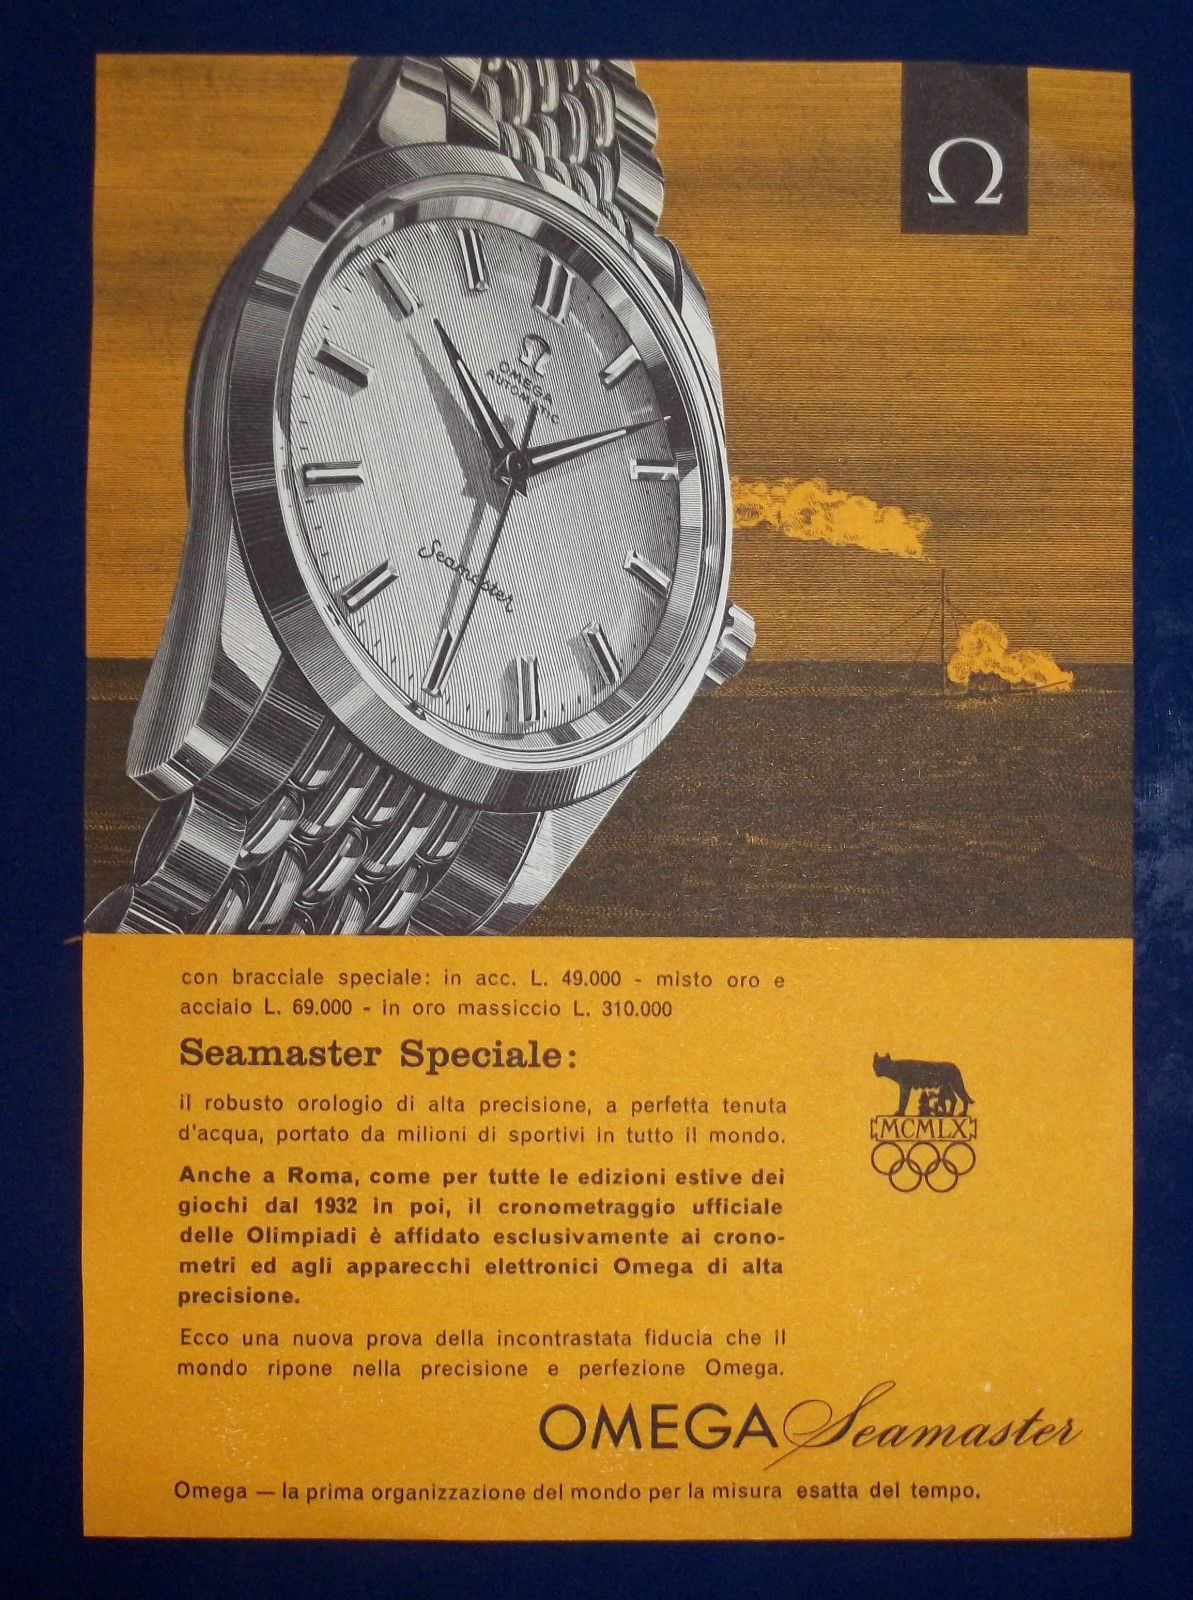 Ω
Ω
OMEGA
AUTOMATIC
Seamaster
con bracciale speciale: in acc. L. 49.000 - misto oro e
acciaio L. 69.000 - in oro massiccio L. 310.000
Seamaster Speciale:
il robusto orologio di alta precisione, a perfetta tenuta
d'acqua, portato da milioni di sportivi in tutto il mondo.
MCMLX
Anche a Roma, come per tutte le edizioni estive dei
giochi dal 1932 in poi, il cronometraggio ufficiale
delle Olimpiadi è affidato esclusivamente ai crono-
metri ed agli apparecchi elettronici Omega di alta
precisione.
Ecco una nuova prova della incontrastata fiducia che il
mondo ripone nella precisione e perfezione Omega.
OMEGA Seamaster
Omega — la prima organizzazione del mondo per la misura esatta del tempo.